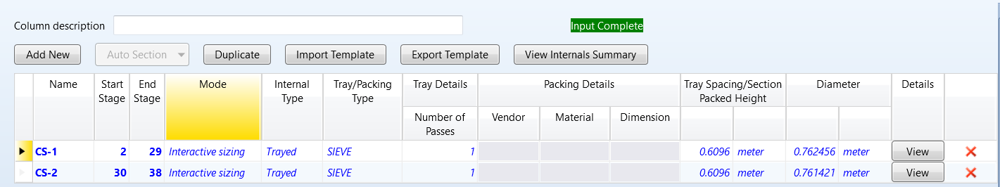 Column description
Input Complete
Add New Auto Section Duplicate Import Template Export Template View Internals Summary
Name Start Stage End Stage Mode Internal Type Tray/Packing Type Tray Details Packing Details Tray Spacing/Section Packed Height Diameter Details
Number of Passes Vendor Material Dimension
CS-1 2 29 Interactive sizing Trayed SIEVE 1 0.6096 meter 0.762456 meter View
CS-2 30 38 Interactive sizing Trayed SIEVE 1 0.6096 meter 0.761421 meter View